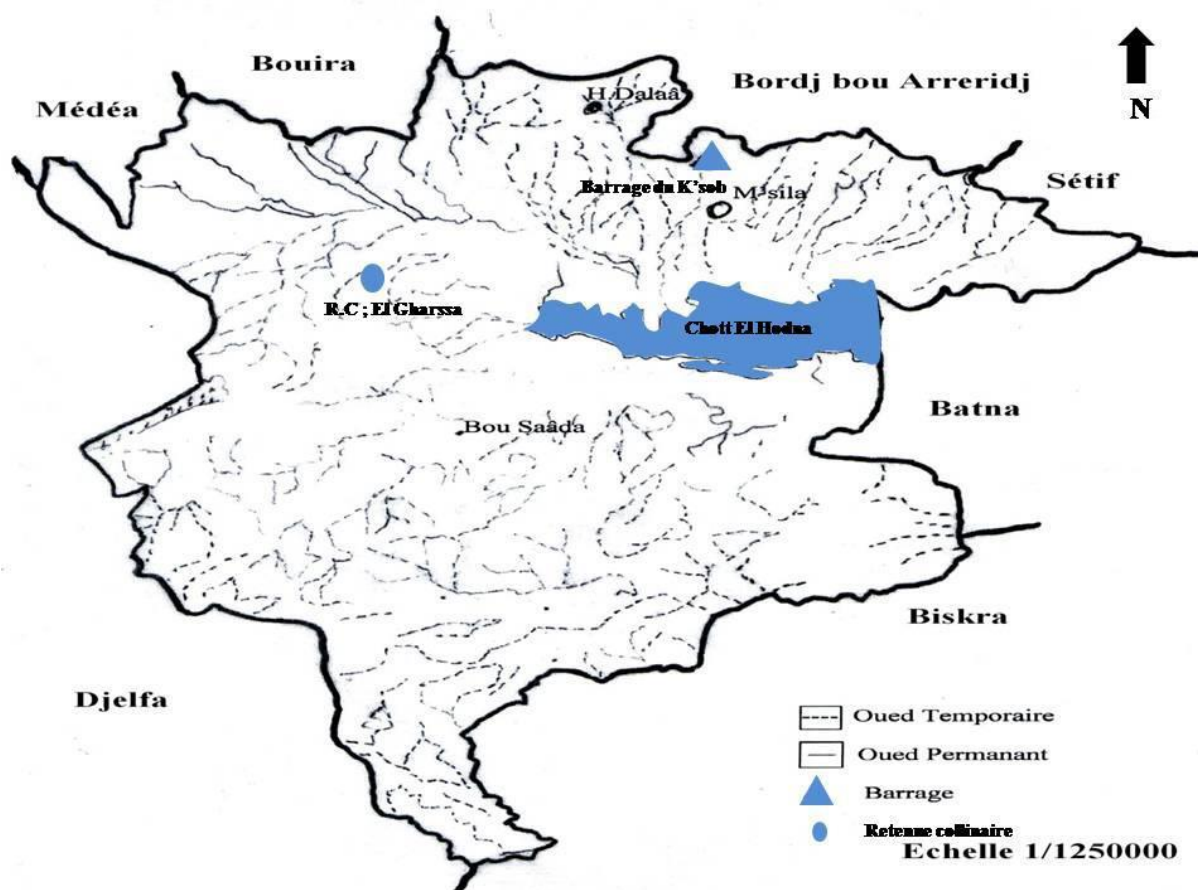 Bouira
Bordj bou Arreridj
N
Médéa
H.Dalaâ
Sétif
Barrage du K'sob
M'sila
R.C ; El Gharssa
Chott El Hodna
Batna
Bou Saâda
Biskra
Djelfa
Oued Temporaire
Oued Permanant
Barrage
Retenne collinaire
Echelle 1/1250000